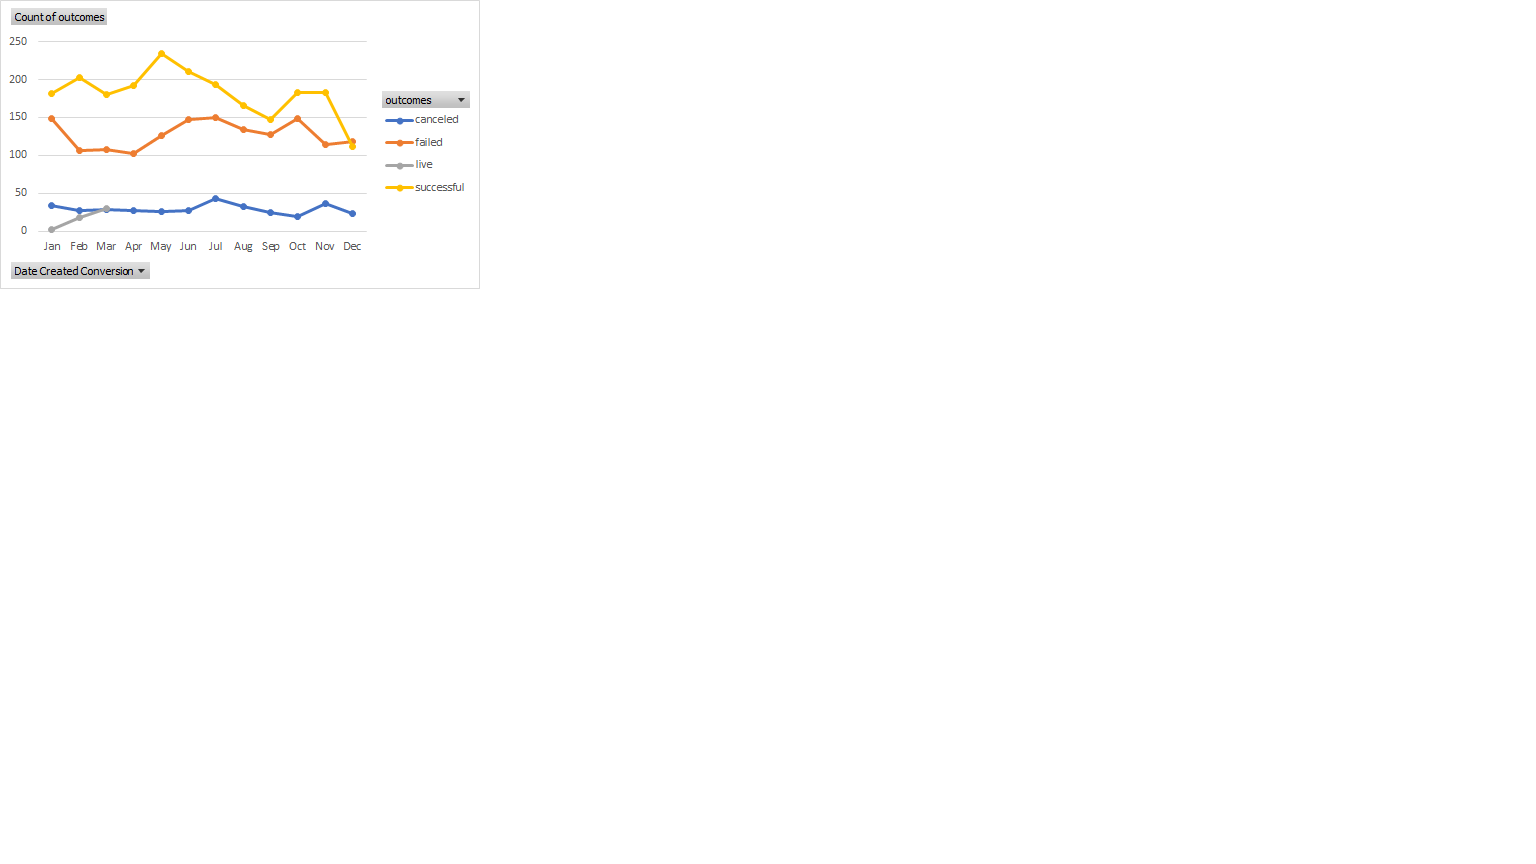 Count of outcomes
250
200
150
100
50
0
Jan Feb Mar Apr May Jun Jul Aug Sep Oct Nov Dec
outcomes
canceled
failed
live
successful
Date Created Conversion